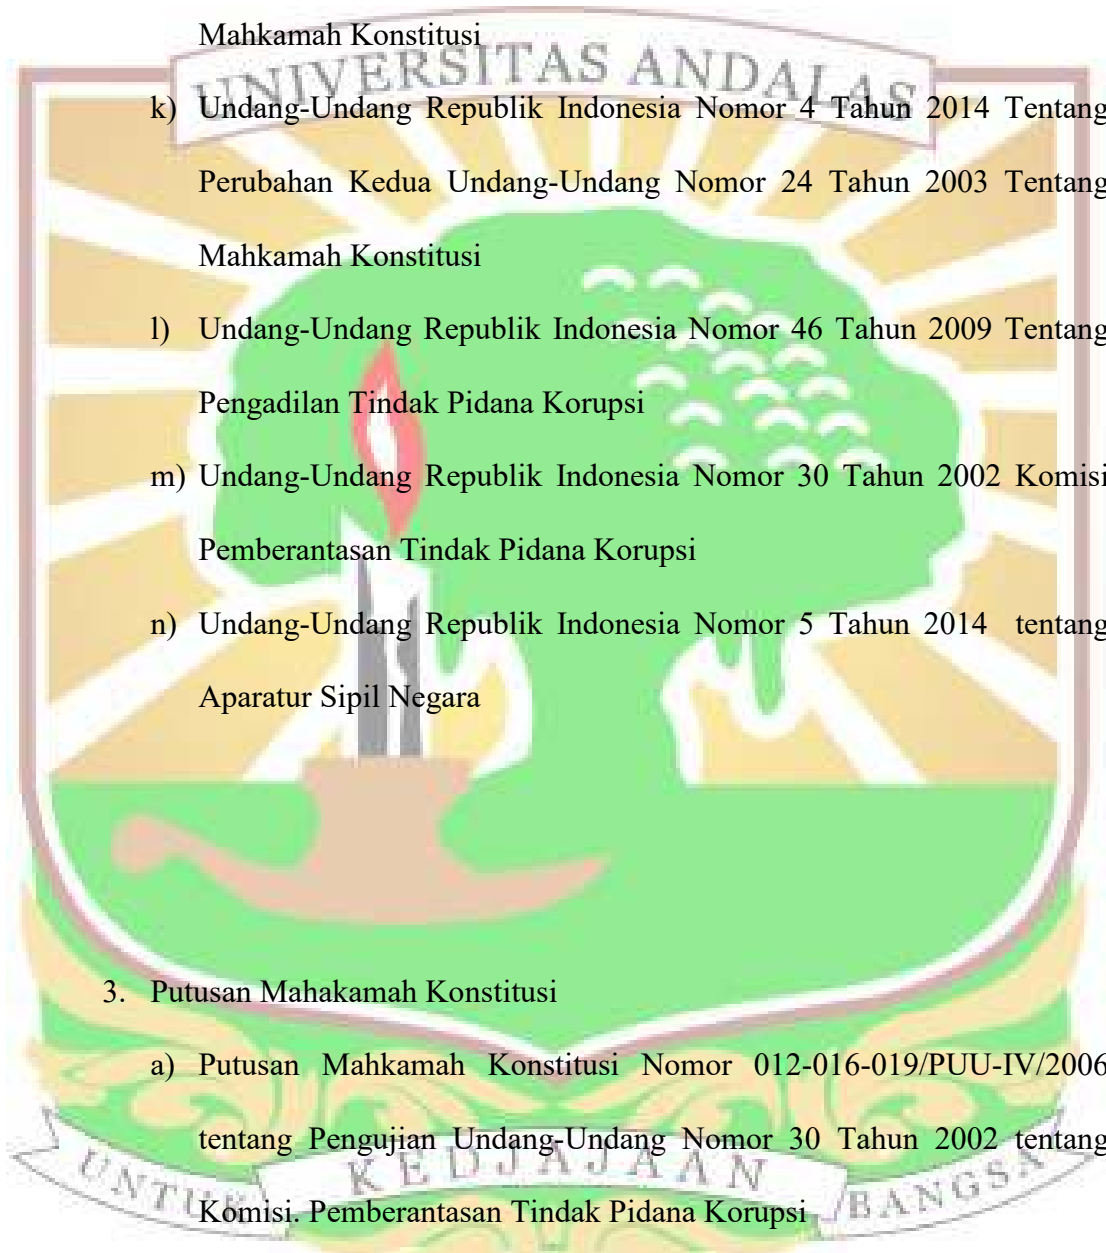 Mahkamah Konstitusi
UNIVERSITAS ANDALAS
k) Undang-Undang Republik Indonesia Nomor 4 Tahun 2014 Tentang
Perubahan Kedua Undang-Undang Nomor 24 Tahun 2003 Tentang
Mahkamah Konstitusi
l) Undang-Undang Republik Indonesia Nomor 46 Tahun 2009 Tentang
Pengadilan Tindak Pidana Korupsi
m) Undang-Undang Republik Indonesia Nomor 30 Tahun 2002 Komisi
Pemberantasan Tindak Pidana Korupsi
n) Undang-Undang Republik Indonesia Nomor 5 Tahun 2014 tentang
Aparatur Sipil Negara
3. Putusan Mahakamah Konstitusi
a) Putusan Mahkamah Konstitusi Nomor 012-016-019/PUU-IV/2006
tentang Pengujian Undang-Undang Nomor 30 Tahun 2002 tentang
UNTUK KEDJAJAAN BANGSA
Komisi. Pemberantasan Tindak Pidana Korupsi